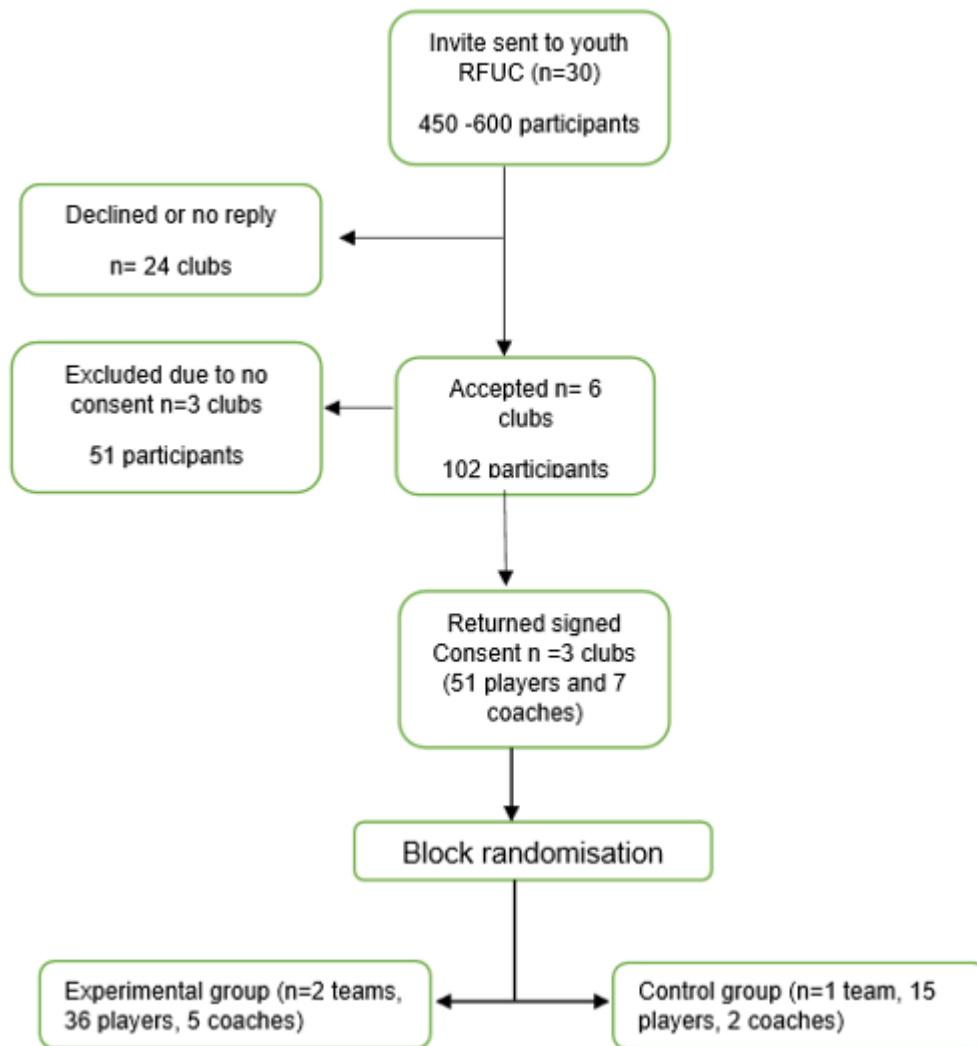 Invite sent to youth
RFUC (n=30)
450 -600 participants
Declined or no reply
n= 24 clubs
Excluded due to no
consent n=3 clubs
51 participants
Accepted n= 6
clubs
102 participants
Returned signed
Consent n =3 clubs
(51 players and 7
coaches)
Block randomisation
Experimental group (n=2 teams,
36 players, 5 coaches)
Control group (n=1 team, 15
players, 2 coaches)